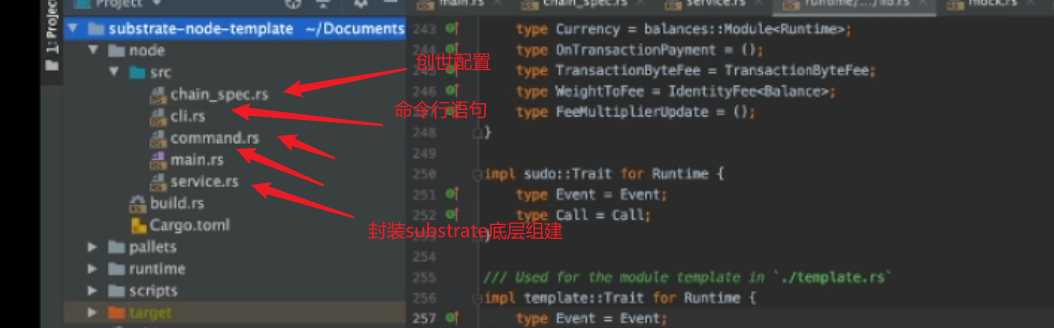 Project
main.rs
chain_spec.rs
service.rs
runtime/.../lib.rs
mock.rs
1: Project
substrate-node-template ~/Documents
node
src
chain_spec.rs
cli.rs
command.rs
main.rs
service.rs
build.rs
Cargo.toml
pallets
runtime
scripts
target
创世配置
命令行语句
封装substrate底层组建
243 type Currency = balances::Module<Runtime>;
244 type OnTransactionPayment = ();
245 type TransactionByteFee = TransactionByteFee;
type WeightToFee = IdentityFee<Balance>;
type FeeMultiplierUpdate = ();
248 }
249
250 impl sudo::Trait for Runtime {
251 type Event = Event;
252 type Call = Call;
}
254
255 /// Used for the module template in `./template.rs`
256 impl template::Trait for Runtime {
257 type Event = Event;